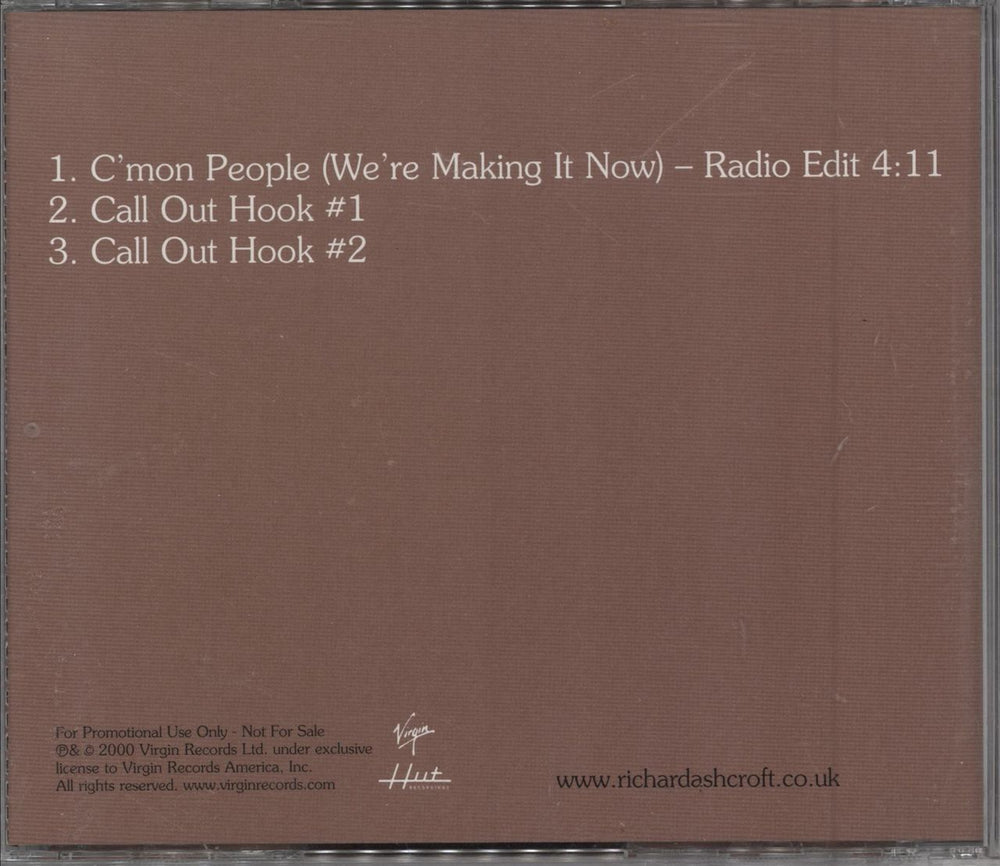 1. C'mon People (We're Making It Now) – Radio Edit 4:11
2. Call Out Hook #1
3. Call Out Hook #2
For Promotional Use Only - Not For Sale
℗& © 2000 Virgin Records Ltd. under exclusive
license to Virgin Records America, Inc.
All rights reserved. www.virginrecords.com
Virgin
Hut
RECORDINGS
www.richardashcroft.co.uk